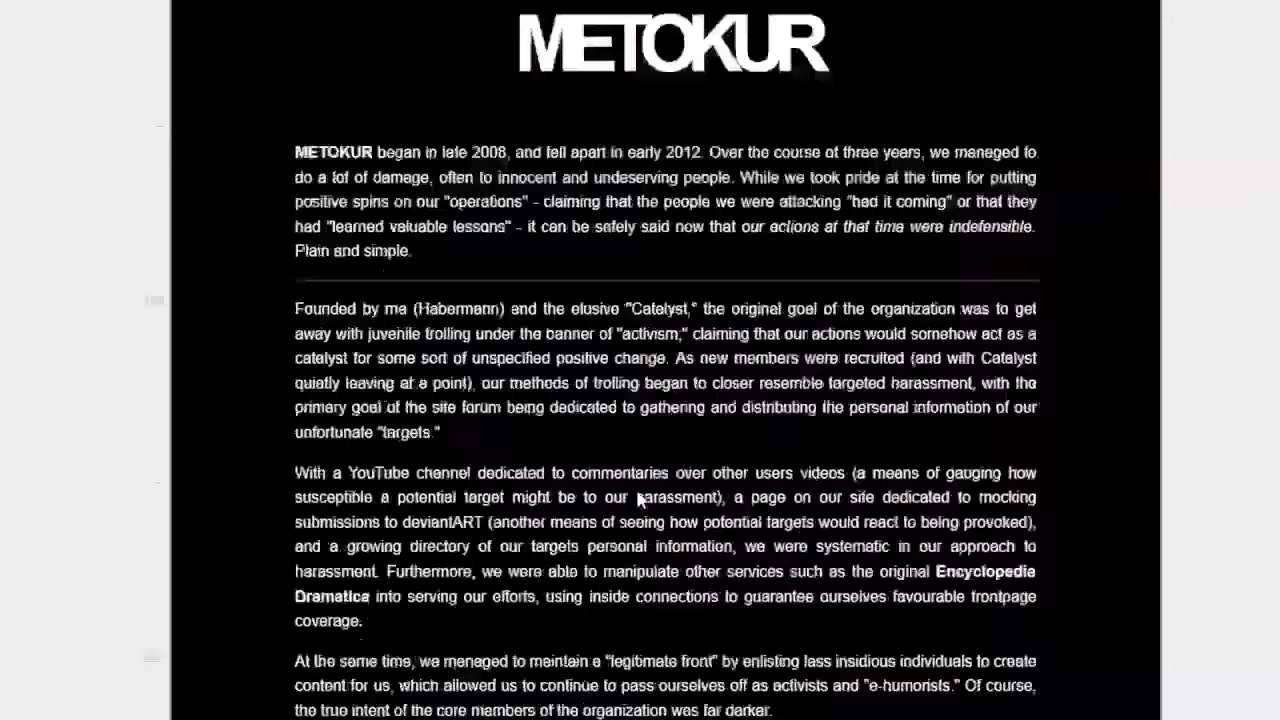 METOKUR
METOKUR began in late 2008, and fell apart in early 2012. Over the course of three years, we managed to
do a lot of damage, often to innocent and undeserving people. While we took pride at the time for putting
positive spins on our "operations" - claiming that the people we were attacking "had it coming" or that they
had "learned valuable lessons" - it can be safely said now that our actions at that time were indefensible.
Plain and simple.
Founded by me (Habermann) and the elusive "Catalyst," the original goal of the organization was to get
away with juvenile trolling under the banner of "activism," claiming that our actions would somehow act as a
catalyst for some sort of unspecified positive change. As new members were recruited (and with Catalyst
quietly leaving at a point), our methods of trolling began to closer resemble targeted harassment, with the
primary goal of the site forum being dedicated to gathering and distributing the personal information of our
unfortunate "targets."
With a YouTube channel dedicated to commentaries over other users videos (a means of gauging how
susceptible a potential target might be to our harassment), a page on our site dedicated to mocking
submissions to deviantART (another means of seeing how potential targets would react to being provoked),
and a growing directory of our targets personal information, we were systematic in our approach to
harassment. Furthermore, we were able to manipulate other services such as the original Encyclopedia
Dramatica into serving our efforts, using inside connections to guarantee ourselves favourable frontpage
coverage.
At the same time, we managed to maintain a "legitimate front" by enlisting less insidious individuals to create
content for us, which allowed us to continue to pass ourselves off as activists and "e-humorists." Of course,
the true intent of the core members of the organization was far darker.